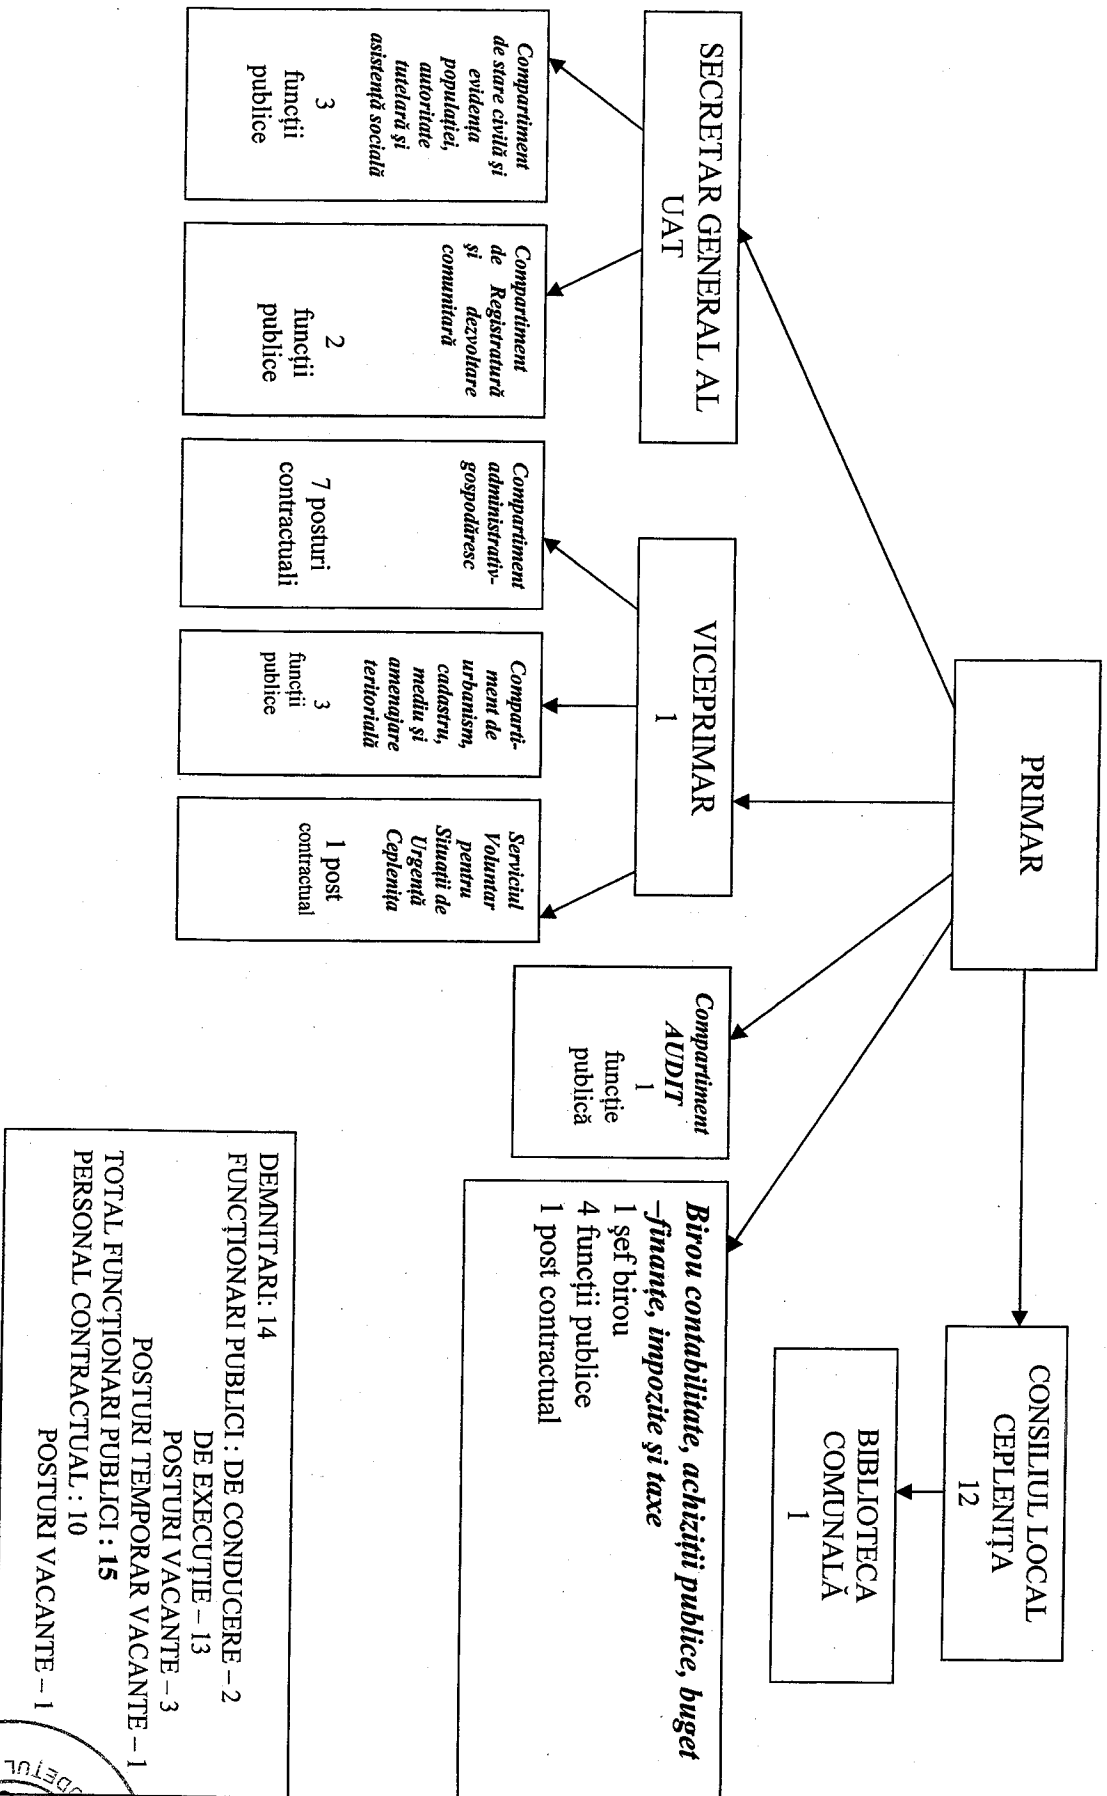 PRIMAR
CONSILIUL LOCAL
CEPLENIȚA
12
BIBLIOTECA
COMUNALĂ
1
SECRETAR GENERAL AL
UAT
VICEPRIMAR
1
Compartiment
AUDIT
1
funcție
publică
Birou contabilitate, achiziții publice, buget
-finanțe, impozite și taxe
1 șef birou
4 funcții publice
1 post contractual
Compartiment
de stare civilă și
evidența
populației,
autoritate
tutelară și
asistență socială
3
funcții
publice
Compartiment
de Registratură
și dezvoltare
comunitară
2
funcții
publice
Compartiment
administrativ-
gospodăresc
7 posturi
contractuali
Comparti-
ment de
urbanism,
cadastru,
mediu și
amenajare
teritorială
3
funcții
publice
Serviciul
Voluntar
pentru
Situații de
Urgență
Ceplenița
1 post
contractual
DEMNITARI: 14
FUNCȚIONARI PUBLICI : DE CONDUCERE – 2
DE EXECUȚIE – 13
POSTURI VACANTE – 3
POSTURI TEMPORAR VACANTE – 1
TOTAL FUNCȚIONARI PUBLICI : 15
PERSONAL CONTRACTUAL : 10
POSTURI VACANTE – 1